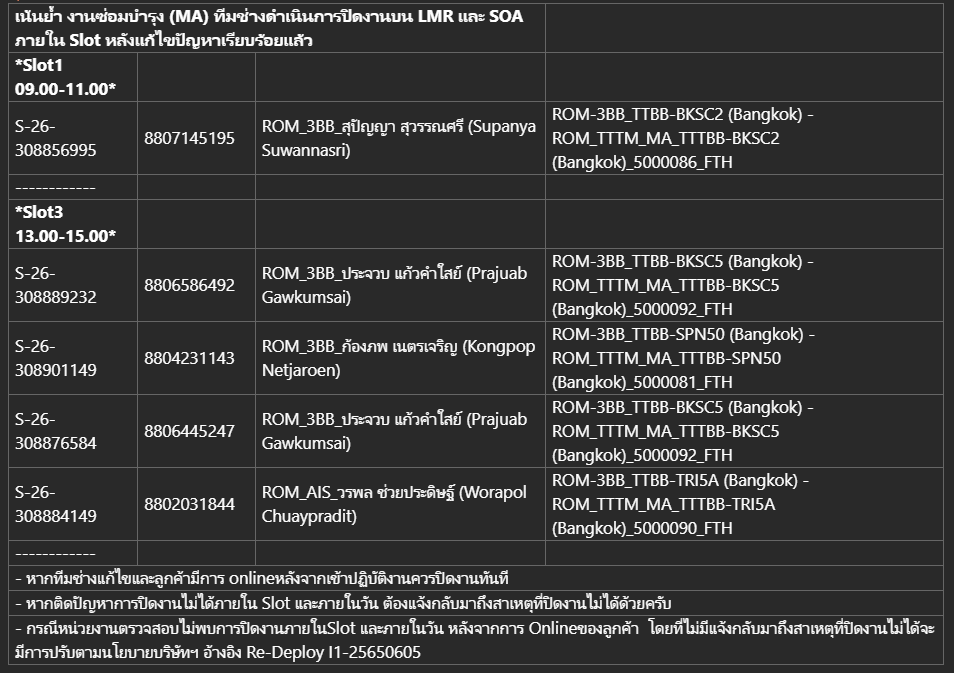 เน้นย้ำ งานซ่อมบำรุง (MA) ทีมช่างดำเนินการปิดงานบน LMR และ SOA
ภายใน Slot หลังแก้ไขปัญหาเรียบร้อยแล้ว
*Slot1
09.00-11.00*
S-26-
308856995
8807145195
ROM_3BB_สุปัญญา สุวรรณศรี (Supanya
Suwannasri)
ROM-3BB_TTBB-BKSC2 (Bangkok) -
ROM_TTTM_MA_TTTBB-BKSC2
(Bangkok)_5000086_FTH
------------
*Slot3
13.00-15.00*
S-26-
308889232
8806586492
ROM_3BB_ประจวบ แก้วคำใสย์ (Prajuab
Gawkumsai)
ROM-3BB_TTBB-BKSC5 (Bangkok) -
ROM_TTTM_MA_TTTBB-BKSC5
(Bangkok)_5000092_FTH
S-26-
308901149
8804231143
ROM_3BB_ก้องภพ เนตรเจริญ (Kongpop
Netjaroen)
ROM-3BB_TTBB-SPN50 (Bangkok) -
ROM_TTTM_MA_TTTBB-SPN50
(Bangkok)_5000081_FTH
S-26-
308876584
8806445247
ROM_3BB_ประจวบ แก้วคำใสย์ (Prajuab
Gawkumsai)
ROM-3BB_TTBB-BKSC5 (Bangkok) -
ROM_TTTM_MA_TTTBB-BKSC5
(Bangkok)_5000092_FTH
S-26-
308884149
8802031844
ROM_AIS_วรพล ช่วยประดิษฐ์ (Worapol
Chuaypradit)
ROM-3BB_TTBB-TRI5A (Bangkok) -
ROM_TTTM_MA_TTTBB-TRI5A
(Bangkok)_5000090_FTH
------------
- หากทีมช่างแก้ไขและลูกค้ามีการ onlineหลังจากเข้าปฏิบัติงานควรปิดงานทันที
- หากติดปัญหาการปิดงานไม่ได้ภายใน Slot และภายในวัน ต้องแจ้งกลับมาถึงสาเหตุที่ปิดงานไม่ได้ด้วยครับ
- กรณีหน่วยงานตรวจสอบไม่พบการปิดงานภายในSlot และภายในวัน หลังจากการ Onlineของลูกค้า โดยที่ไม่มีแจ้งกลับมาถึงสาเหตุที่ปิดงานไม่ได้จะ
มีการปรับตามนโยบายบริษัทฯ อ้างอิง Re-Deploy I1-25650605